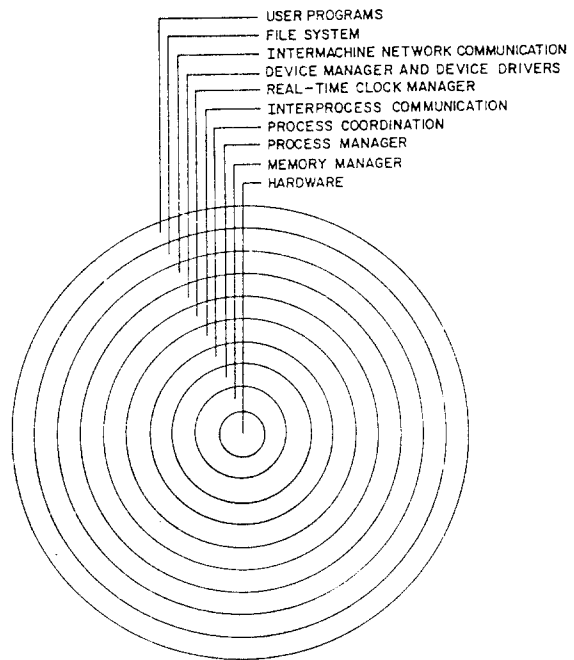 USER PROGRAMS
FILE SYSTEM
INTERMACHINE NETWORK COMMUNICATION
DEVICE MANAGER AND DEVICE DRIVERS
REAL-TIME CLOCK MANAGER
INTERPROCESS COMMUNICATION
PROCESS COORDINATION
PROCESS MANAGER
MEMORY MANAGER
HARDWARE